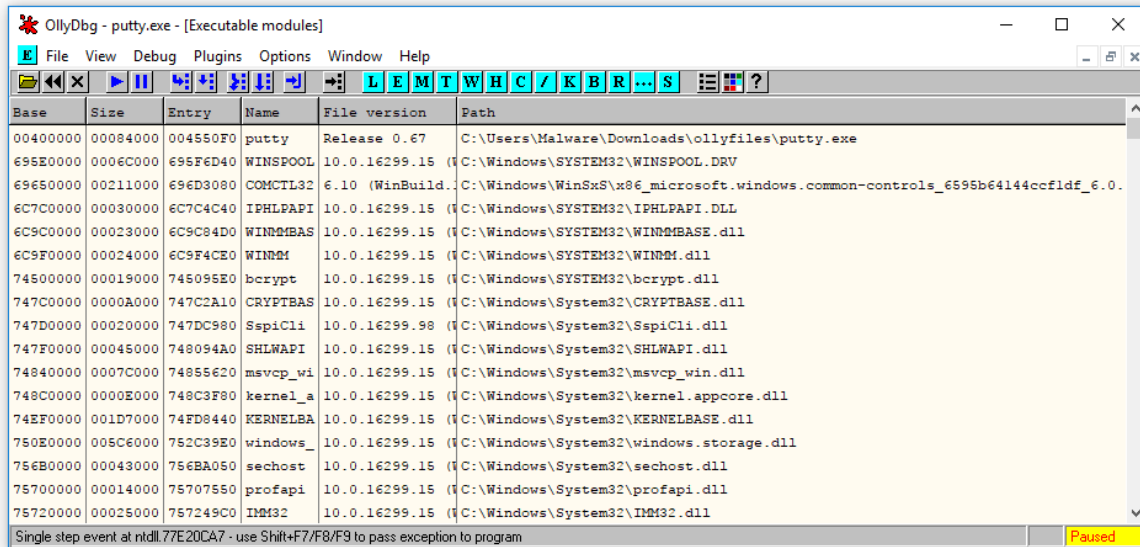 OllyDbg - putty.exe - [Executable modules]
E File View Debug Plugins Options Window Help
L E M T W H C / K B R ... S ?
Base Size Entry Name File version Path
00400000 00084000 004550F0 putty Release 0.67 C:\Users\Malware\Downloads\ollyfiles\putty.exe
695E0000 0006C000 695F6D40 WINSPOOL 10.0.16299.15 (W C:\Windows\SYSTEM32\WINSPOOL.DRV
69650000 00211000 696D3080 COMCTL32 6.10 (WinBuild.1 C:\Windows\WinSxS\x86_microsoft.windows.common-controls_6595b64144ccf1df_6.0.
6C7C0000 00030000 6C7C4C40 IPHLPAPI 10.0.16299.15 (W C:\Windows\SYSTEM32\IPHLPAPI.DLL
6C9C0000 00023000 6C9C84D0 WINMMBAS 10.0.16299.15 (W C:\Windows\SYSTEM32\WINMMBASE.dll
6C9F0000 00024000 6C9F4CE0 WINMM 10.0.16299.15 (W C:\Windows\SYSTEM32\WINMM.dll
74500000 00019000 745095E0 bcrypt 10.0.16299.15 (W C:\Windows\SYSTEM32\bcrypt.dll
747C0000 0000A000 747C2A10 CRYPTBAS 10.0.16299.15 (W C:\Windows\System32\CRYPTBASE.dll
747D0000 00020000 747DC980 SspiCli 10.0.16299.98 (W C:\Windows\System32\SspiCli.dll
747F0000 00045000 748094A0 SHLWAPI 10.0.16299.15 (W C:\Windows\System32\SHLWAPI.dll
74840000 0007C000 74855620 msvcp_wi 10.0.16299.15 (W C:\Windows\System32\msvcp_win.dll
748C0000 0000E000 748C3F80 kernel_a 10.0.16299.15 (W C:\Windows\System32\kernel.appcore.dll
74EF0000 001D7000 74FD8440 KERNELBA 10.0.16299.15 (W C:\Windows\System32\KERNELBASE.dll
750E0000 005C6000 752C39E0 windows_ 10.0.16299.15 (W C:\Windows\System32\windows.storage.dll
756B0000 00043000 756BA050 sechost 10.0.16299.15 (W C:\Windows\System32\sechost.dll
75700000 00014000 75707550 profapi 10.0.16299.15 (W C:\Windows\System32\profapi.dll
75720000 00025000 757249C0 IMM32 10.0.16299.15 (W C:\Windows\System32\IMM32.dll
Single step event at ntdll.77E20CA7 - use Shift+F7/F8/F9 to pass exception to program Paused